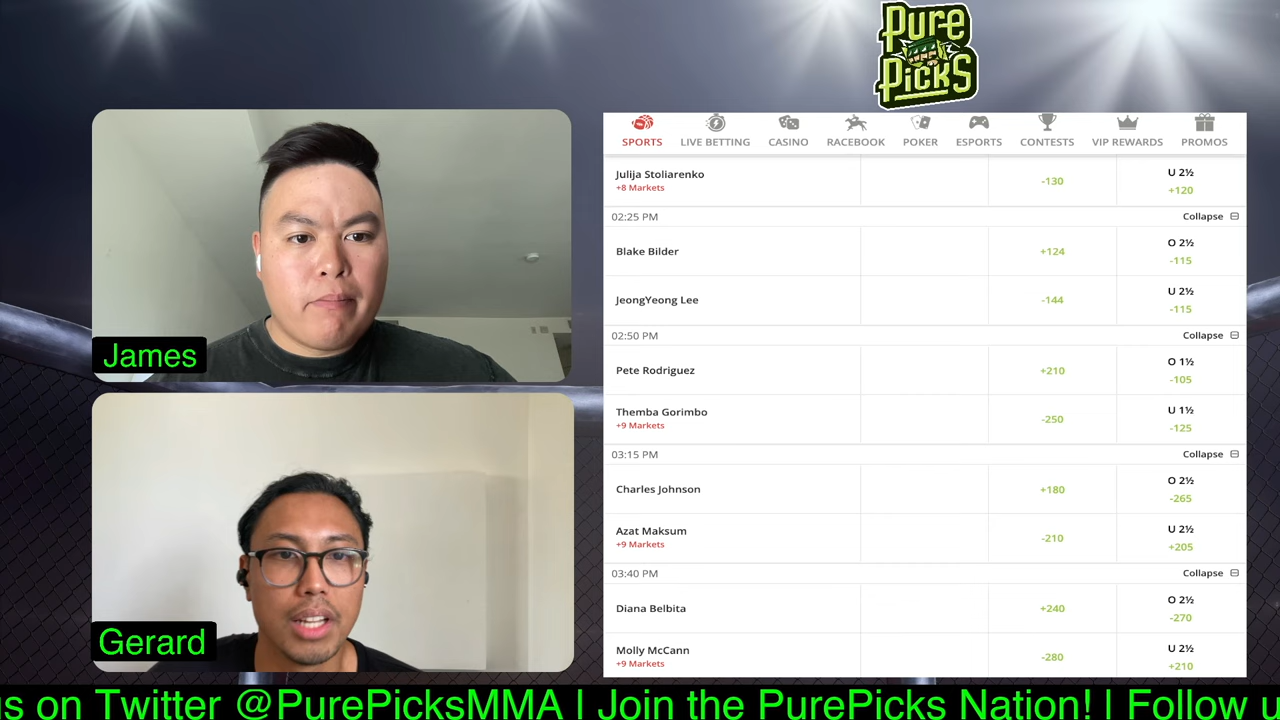 Pure
Picks
SPORTS
LIVE BETTING
CASINO
RACEBOOK
POKER
ESPORTS
CONTESTS
VIP REWARDS
PROMOS
Julija Stoliarenko
+8 Markets
-130
U 2½
+120
02:25 PM
Collapse
Blake Bilder
+124
O 2½
-115
JeongYeong Lee
-144
U 2½
-115
02:50 PM
Collapse
Pete Rodriguez
+210
O 1½
-105
Themba Gorimbo
+9 Markets
-250
U 1½
-125
03:15 PM
Collapse
Charles Johnson
+180
O 2½
-265
Azat Maksum
+9 Markets
-210
U 2½
+205
03:40 PM
Collapse
Diana Belbita
+240
O 2½
-270
Molly McCann
+9 Markets
-280
U 2½
+210
James
Gerard
s on Twitter @PurePicksMMA I Join the PurePicks Nation! I Follow u